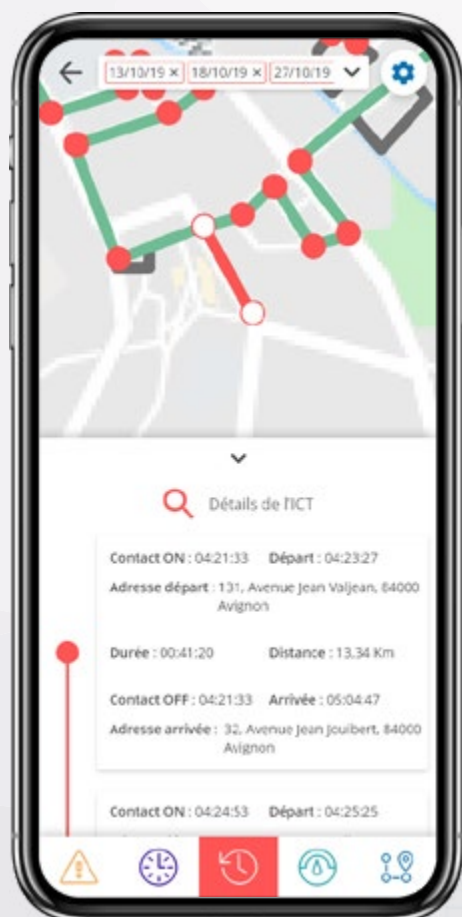 13/10/19 × 18/10/19 × 27/10/19
Détails de l'ICT
Contact ON : 04:21:33 Départ : 04:23:27
Adresse départ : 131, Avenue Jean Valjean, 84000
Avignon
Durée : 00:41:20 Distance : 13,34 Km
Contact OFF : 04:21:33 Arrivée : 05:04:47
Adresse arrivée : 32, Avenue Jean Jouibert, 84000
Avignon
Contact ON : 04:24:53 Départ : 04:25:25